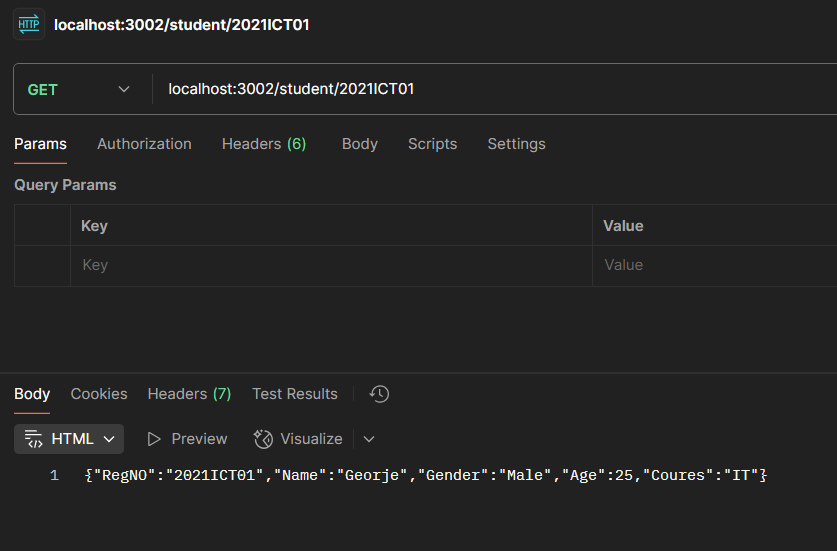 HTTP localhost:3002/student/2021ICT01
GET localhost:3002/student/2021ICT01
Params Authorization Headers (6) Body Scripts Settings
Query Params
Key Value
Key Value
Body Cookies Headers (7) Test Results
HTML Preview Visualize
1 {"RegNO":"2021ICT01","Name":"Georje","Gender":"Male","Age":25,"Coures":"IT"}